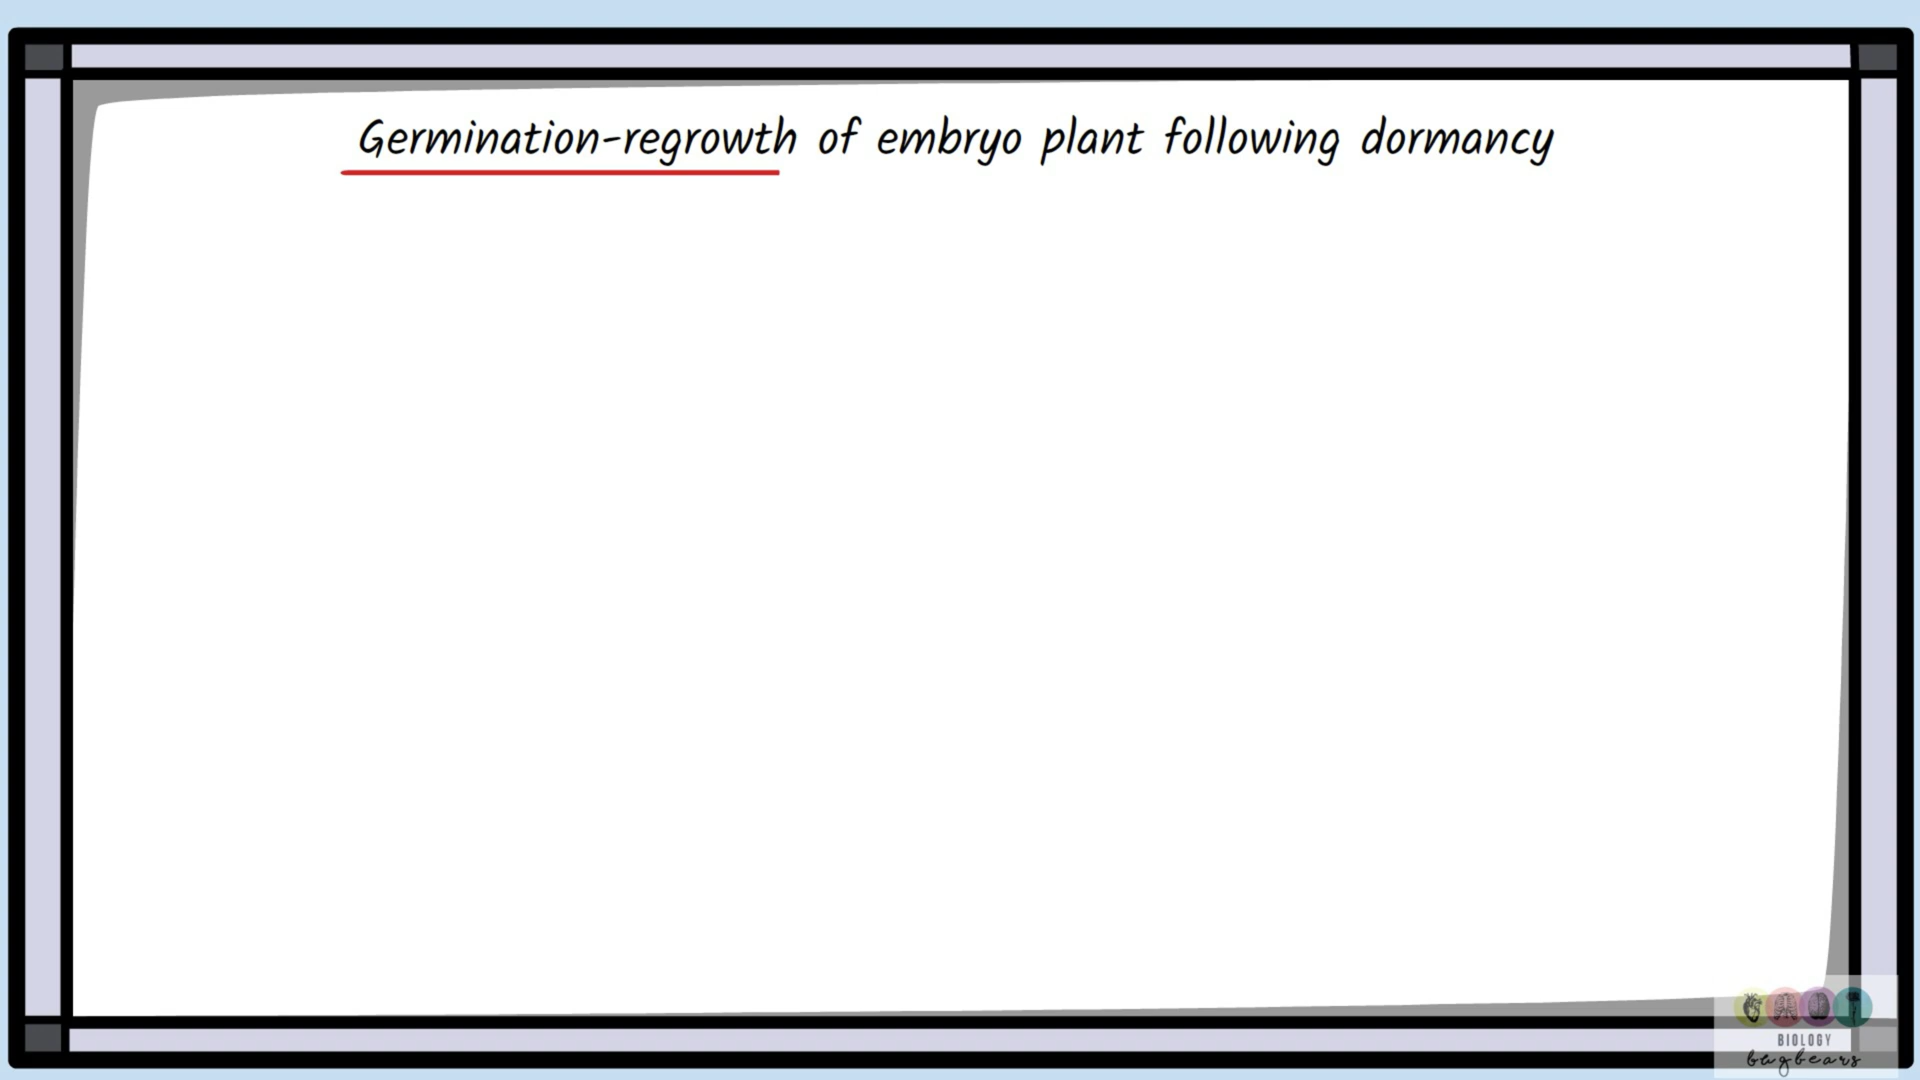 Germination-regrowth of embryo plant following dormancy
BIOLOGY
bugbears